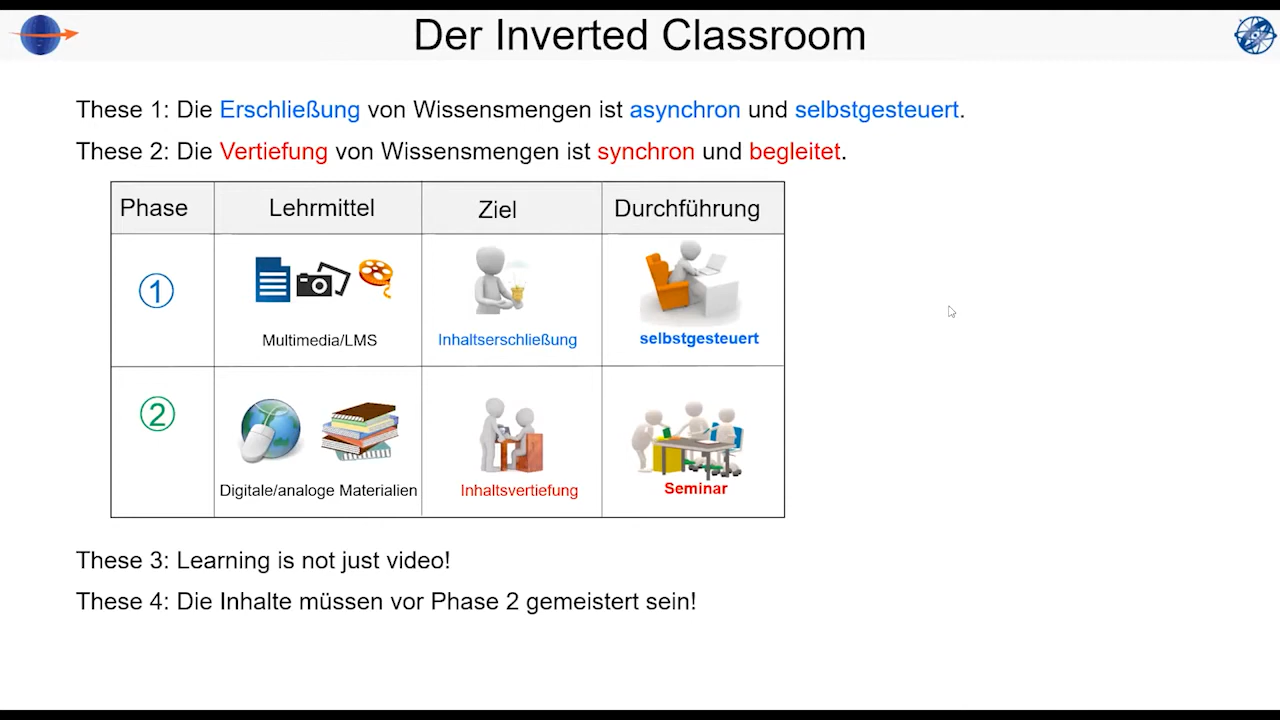 Der Inverted Classroom
These 1: Die Erschließung von Wissensmengen ist asynchron und selbstgesteuert.
These 2: Die Vertiefung von Wissensmengen ist synchron und begleitet.
Phase Lehrmittel Ziel Durchführung
1
Multimedia/LMS Inhaltserschließung selbstgesteuert
2
Digitale/analoge Materialien Inhaltsvertiefung Seminar
These 3: Learning is not just video!
These 4: Die Inhalte müssen vor Phase 2 gemeistert sein!